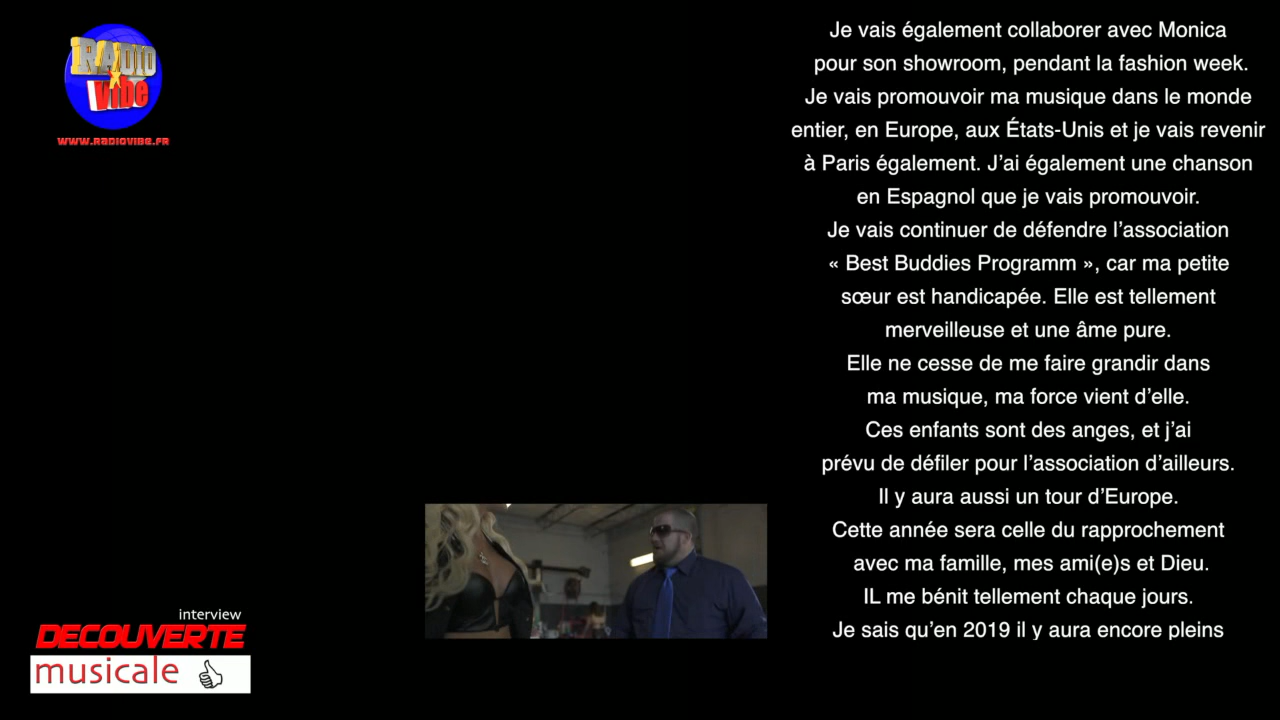 RADIO
VIBE
WWW.RADIOVIBE.FR
Je vais également collaborer avec Monica
pour son showroom, pendant la fashion week.
Je vais promouvoir ma musique dans le monde
entier, en Europe, aux États-Unis et je vais revenir
à Paris également. J’ai également une chanson
en Espagnol que je vais promouvoir.
Je vais continuer de défendre l’association
« Best Buddies Programm », car ma petite
sœur est handicapée. Elle est tellement
merveilleuse et une âme pure.
Elle ne cesse de me faire grandir dans
ma musique, ma force vient d’elle.
Ces enfants sont des anges, et j’ai
prévu de défiler pour l’association d’ailleurs.
Il y aura aussi un tour d’Europe.
Cette année sera celle du rapprochement
avec ma famille, mes ami(e)s et Dieu.
IL me bénit tellement chaque jours.
Je sais qu’en 2019 il y aura encore pleins
interview
DECOUVERTE
musicale